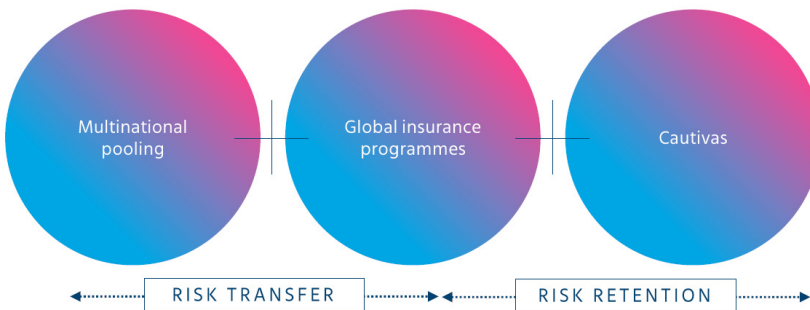 Multinational
pooling
Global insurance
programmes
Cautivas
RISK TRANSFER
RISK RETENTION